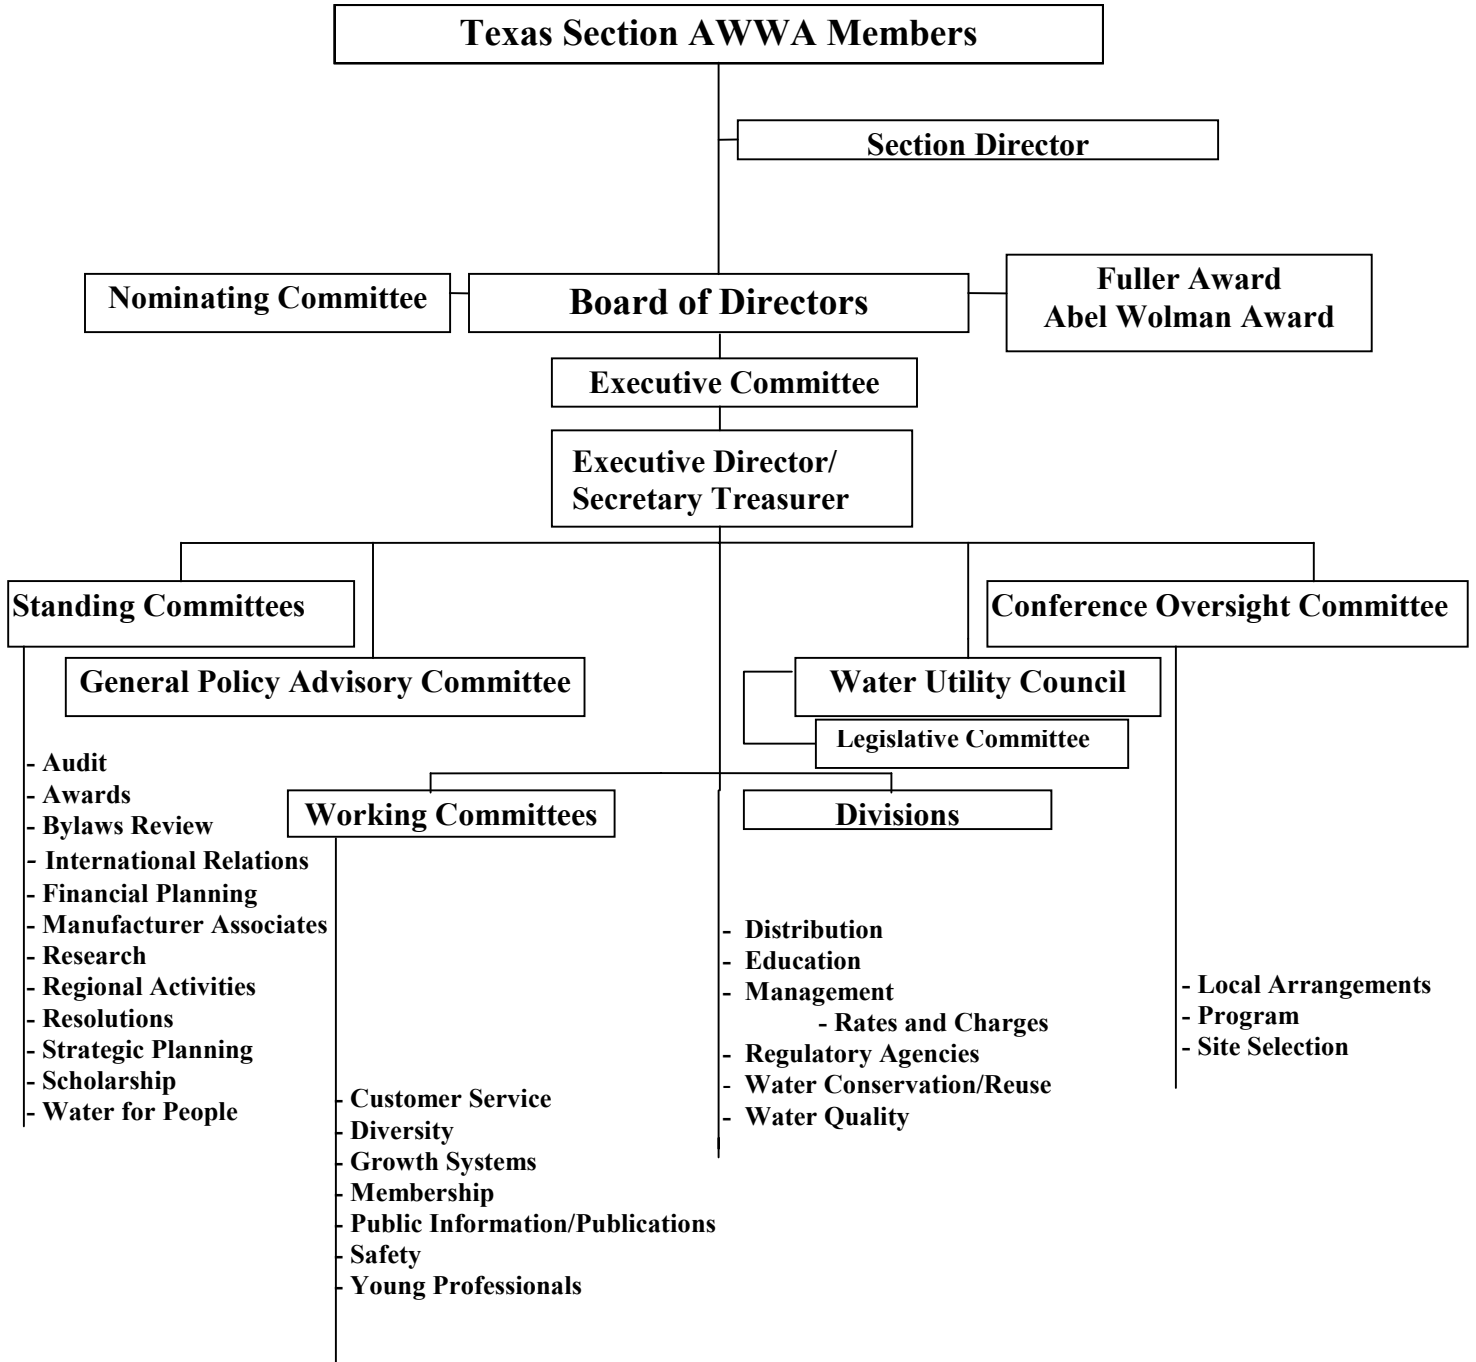 Texas Section AWWA Members
Section Director
Nominating Committee
Board of Directors
Fuller Award
Abel Wolman Award
Executive Committee
Executive Director/
Secretary Treasurer
Standing Committees
Conference Oversight Committee
General Policy Advisory Committee
Water Utility Council
Legislative Committee
- Audit
- Awards
- Bylaws Review
- International Relations
- Financial Planning
- Manufacturer Associates
- Research
- Regional Activities
- Resolutions
- Strategic Planning
- Scholarship
- Water for People
Working Committees
- Customer Service
- Diversity
- Growth Systems
- Membership
- Public Information/Publications
- Safety
- Young Professionals
Divisions
- Distribution
- Education
- Management
- Rates and Charges
- Regulatory Agencies
- Water Conservation/Reuse
- Water Quality
- Local Arrangements
- Program
- Site Selection